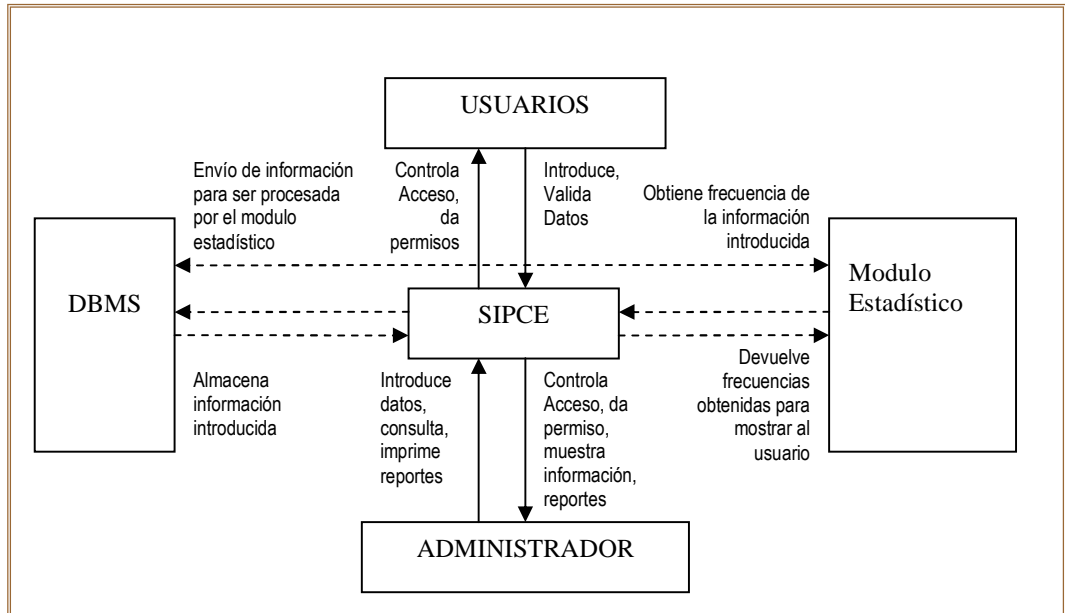 USUARIOS
Envío de información
para ser procesada
por el modulo
estadístico
Controla
Acceso,
da
permisos
Introduce,
Valida
Datos
Obtiene frecuencia de
la información
introducida
DBMS
SIPCE
Modulo
Estadístico
Almacena
información
introducida
Introduce
datos,
consulta,
imprime
reportes
Controla
Acceso, da
permiso,
muestra
información,
reportes
Devuelve
frecuencias
obtenidas para
mostrar al
usuario
ADMINISTRADOR